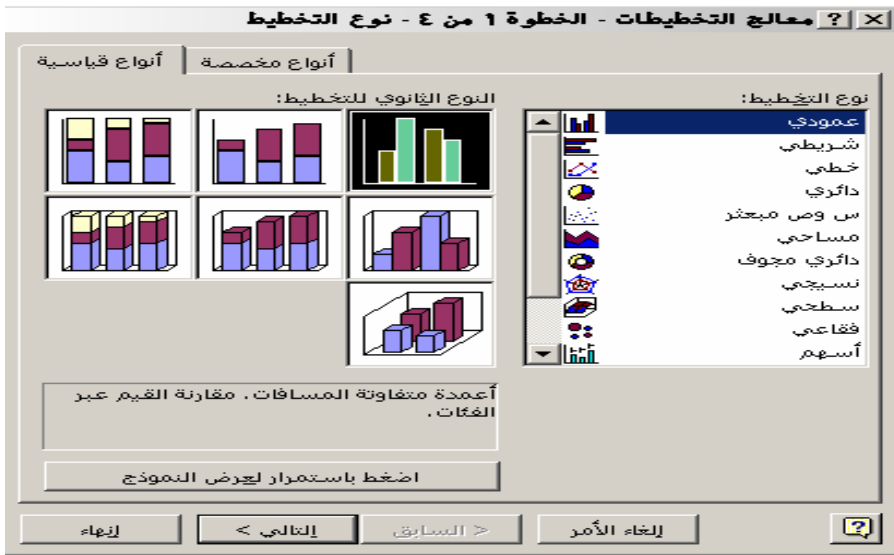 معالج التخطيطات - الخطوة ١ من ٤ - نوع التخطيط
أنواع قياسية
أنواع مخصصة
نوع التخطيط:
عمودي
شريطي
خطي
دائري
س وص مبعثر
مساحي
دائري مجوف
نسيجي
سطحي
فقاعي
أسهم
النوع الثانوي للتخطيط:
أعمدة متفاوتة المسافات. مقارنة القيم عبر
الفئات.
اضغط باستمرار لعرض النموذج
إلغاء الأمر
< السابق
التالي >
إنهاء